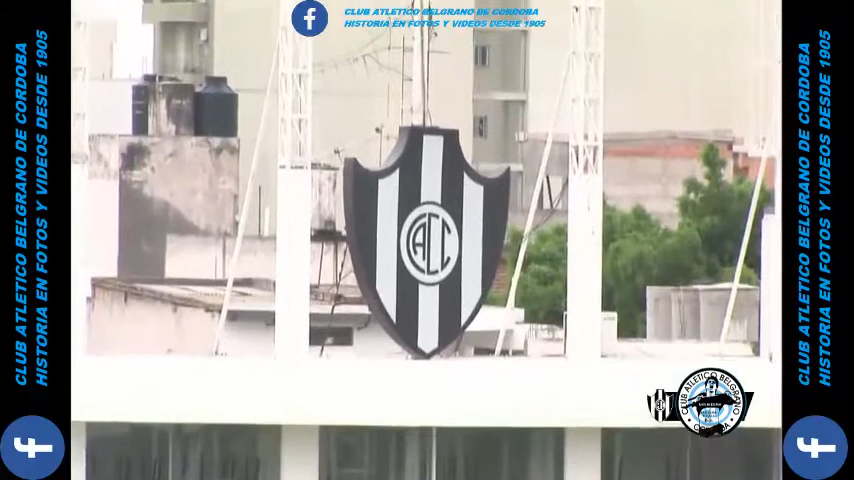 CLUB ATLETICO BELGRANO DE CORDOBA
HISTORIA EN FOTOS Y VIDEOS DESDE 1905
CLUB ATLETICO BELGRANO DE CORDOBA
HISTORIA EN FOTOS Y VIDEOS DESDE 1905
CACC
CLUB ATLETICO BELGRANO
CORDOBA
CLUB ATLETICO BELGRANO DE CORDOBA
HISTORIA EN FOTOS Y VIDEOS DESDE 1905